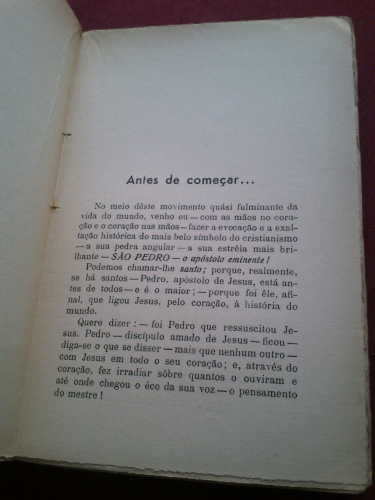 Antes de começar...
No meio dêste movimento quási fulminante da
vida do mundo, venho eu — com as mãos no cora-
ção e o coração nas mãos — fazer a evocação e a exal-
tação histórica do mais belo símbolo do cristianismo
— a sua pedra angular — a sua estrêla mais bri-
lhante — SÃO PEDRO — o apóstolo eminente!
Podemos chamar-lhe santo; porque, realmente,
se há santos — Pedro, apóstolo de Jesus, está an-
tes de todos — e é o maior; — porque foi êle, afi-
nal, que ligou Jesus, pelo coração, à história do
mundo.
Quere dizer: — foi Pedro que ressuscitou Je-
sus. Pedro — discípulo amado de Jesus — ficou —
diga-se o que se disser — mais que nenhum outro —
com Jesus em todo o seu coração; e, através do
coração, fez irradiar sôbre quantos o ouviram e
até onde chegou o éco da sua voz — o pensamento
do mestre!